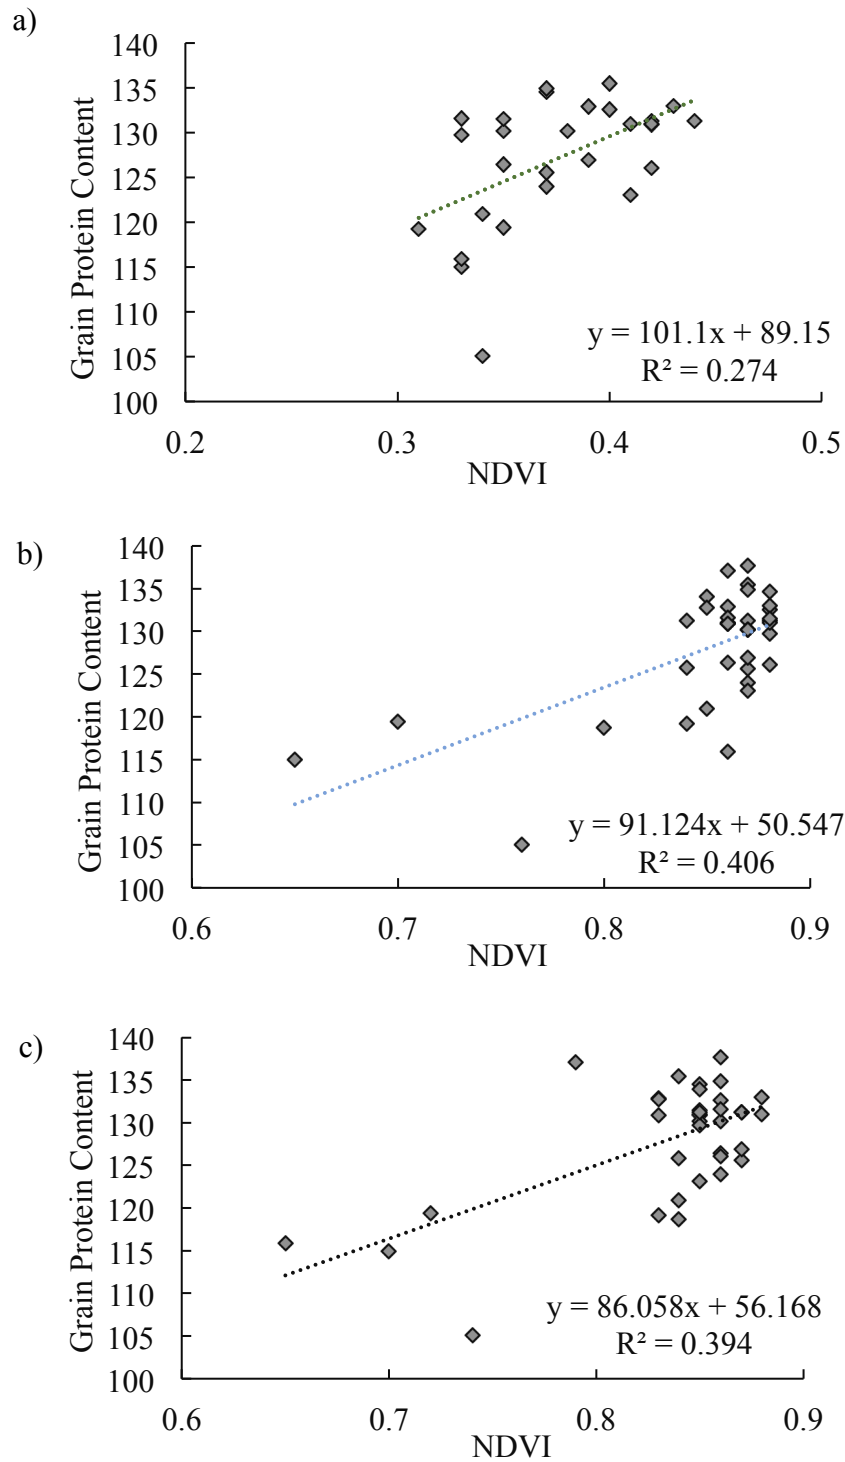 a)
140
135
130
125
120
115
110
105
100
Grain Protein Content
y = 101.1x + 89.15
R² = 0.274
0.2 0.3 0.4 0.5
NDVI
b)
140
135
130
125
120
115
110
105
100
Grain Protein Content
y = 91.124x + 50.547
R² = 0.406
0.6 0.7 0.8 0.9
NDVI
c)
140
135
130
125
120
115
110
105
100
Grain Protein Content
y = 86.058x + 56.168
R² = 0.394
0.6 0.7 0.8 0.9
NDVI